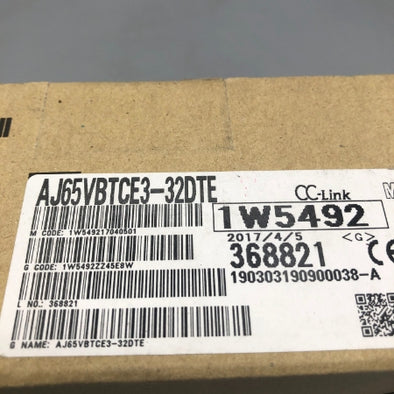 AJ65VBTCE3-32DTE
CC-Link
M CODE: 1W549217040501
1W5492
2017/4/5 <G>
G CODE: 1W5492ZZ45E8W
368821
CE
190303190900038-A
L NO.: 368821
G NAME: AJ65VBTCE3-32DTE